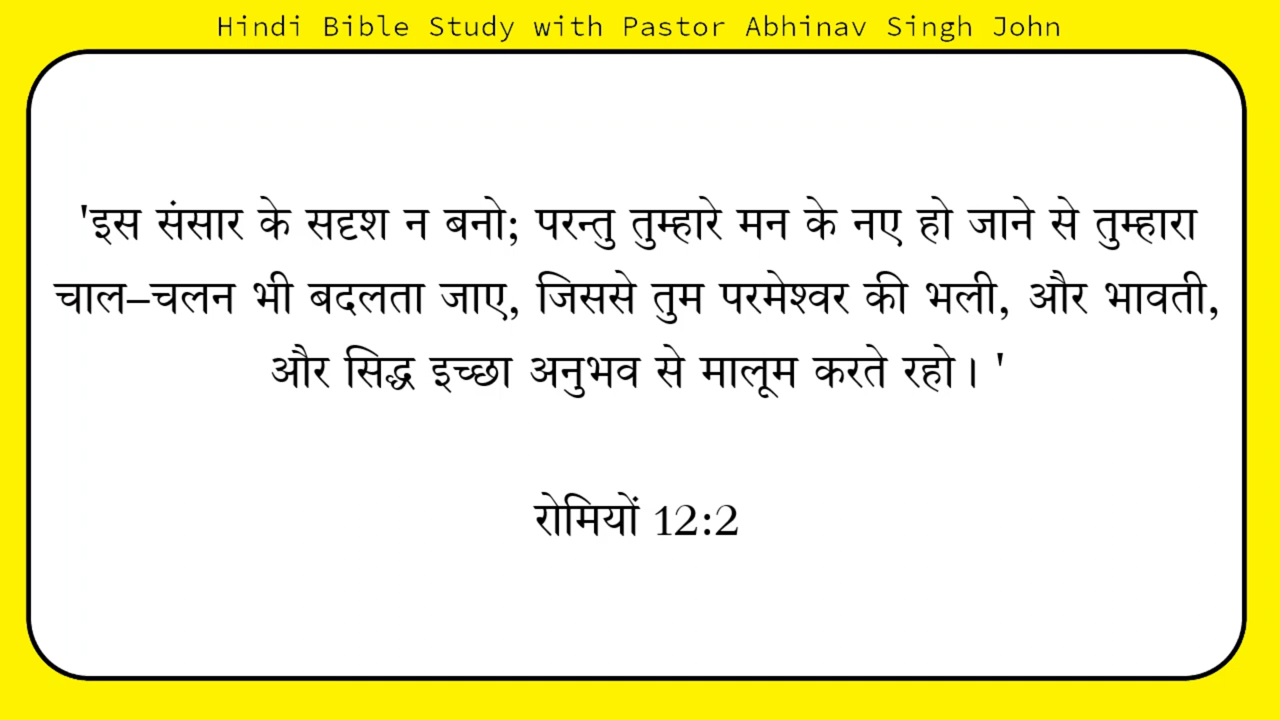 Hindi Bible Study with Pastor Abhinav Singh John
'इस संसार के सदृश न बनो; परन्तु तुम्हारे मन के नए हो जाने से तुम्हारा
चाल–चलन भी बदलता जाए, जिससे तुम परमेश्वर की भली, और भावती,
और सिद्ध इच्छा अनुभव से मालूम करते रहो। '
रोमियों 12:2